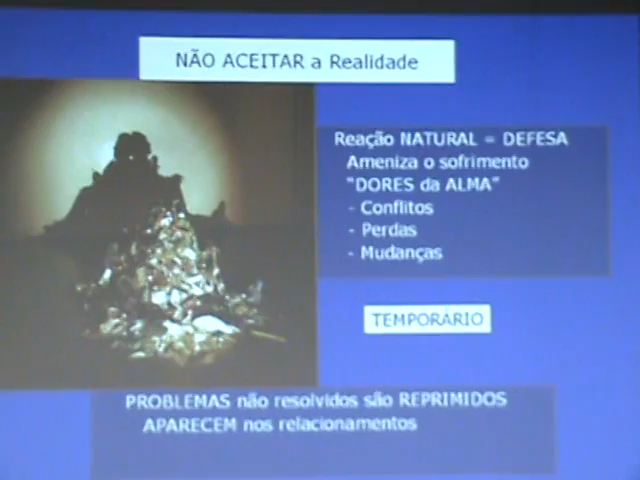 NÃO ACEITAR a Realidade
Reação NATURAL = DEFESA
Ameniza o sofrimento
"DORES da ALMA"
- Conflitos
- Perdas
- Mudanças
TEMPORÁRIO
PROBLEMAS não resolvidos são REPRIMIDOS
APARECEM nos relacionamentos